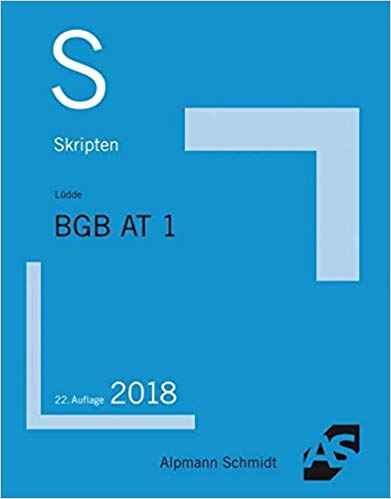 S
Skripten
Lüdde
BGB AT 1
22. Auflage 2018
Alpmann Schmidt
AS